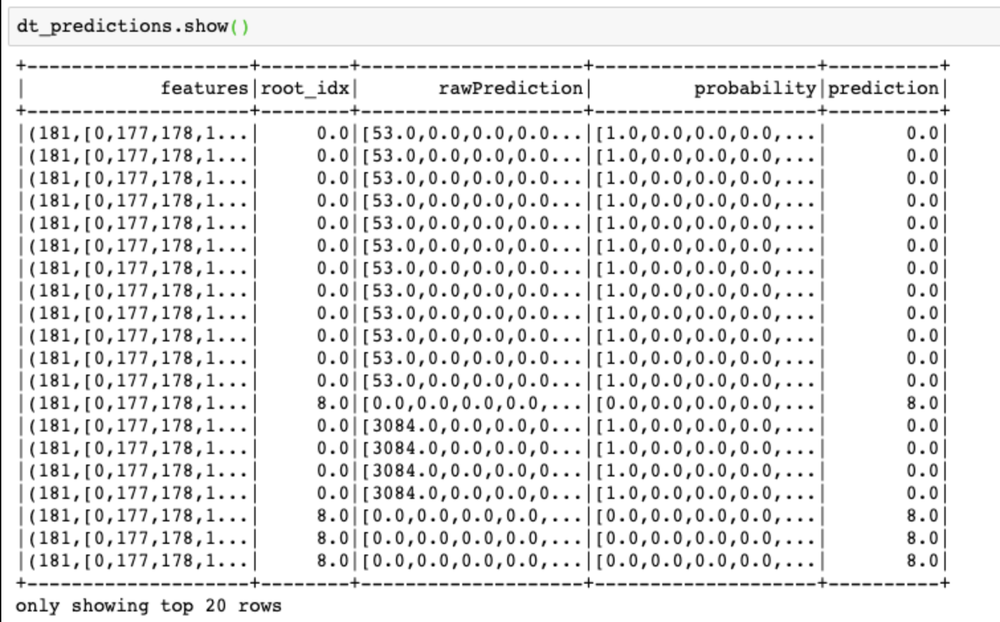 dt_predictions.show()
+--------------------+--------+--------------------+--------------------+----------+
|            features|root_idx|       rawPrediction|         probability|prediction|
+--------------------+--------+--------------------+--------------------+----------+
|(181,[0,177,178,1...|     0.0|[53.0,0.0,0.0,0.0...|[1.0,0.0,0.0,0.0,...|       0.0|
|(181,[0,177,178,1...|     0.0|[53.0,0.0,0.0,0.0...|[1.0,0.0,0.0,0.0,...|       0.0|
|(181,[0,177,178,1...|     0.0|[53.0,0.0,0.0,0.0...|[1.0,0.0,0.0,0.0,...|       0.0|
|(181,[0,177,178,1...|     0.0|[53.0,0.0,0.0,0.0...|[1.0,0.0,0.0,0.0,...|       0.0|
|(181,[0,177,178,1...|     0.0|[53.0,0.0,0.0,0.0...|[1.0,0.0,0.0,0.0,...|       0.0|
|(181,[0,177,178,1...|     0.0|[53.0,0.0,0.0,0.0...|[1.0,0.0,0.0,0.0,...|       0.0|
|(181,[0,177,178,1...|     0.0|[53.0,0.0,0.0,0.0...|[1.0,0.0,0.0,0.0,...|       0.0|
|(181,[0,177,178,1...|     0.0|[53.0,0.0,0.0,0.0...|[1.0,0.0,0.0,0.0,...|       0.0|
|(181,[0,177,178,1...|     0.0|[53.0,0.0,0.0,0.0...|[1.0,0.0,0.0,0.0,...|       0.0|
|(181,[0,177,178,1...|     0.0|[53.0,0.0,0.0,0.0...|[1.0,0.0,0.0,0.0,...|       0.0|
|(181,[0,177,178,1...|     0.0|[53.0,0.0,0.0,0.0...|[1.0,0.0,0.0,0.0,...|       0.0|
|(181,[0,177,178,1...|     0.0|[53.0,0.0,0.0,0.0...|[1.0,0.0,0.0,0.0,...|       0.0|
|(181,[0,177,178,1...|     8.0|[0.0,0.0,0.0,0.0,...|[0.0,0.0,0.0,0.0,...|       8.0|
|(181,[0,177,178,1...|     0.0|[3084.0,0.0,0.0,0...|[1.0,0.0,0.0,0.0,...|       0.0|
|(181,[0,177,178,1...|     0.0|[3084.0,0.0,0.0,0...|[1.0,0.0,0.0,0.0,...|       0.0|
|(181,[0,177,178,1...|     0.0|[3084.0,0.0,0.0,0...|[1.0,0.0,0.0,0.0,...|       0.0|
|(181,[0,177,178,1...|     0.0|[3084.0,0.0,0.0,0...|[1.0,0.0,0.0,0.0,...|       0.0|
|(181,[0,177,178,1...|     8.0|[0.0,0.0,0.0,0.0,...|[0.0,0.0,0.0,0.0,...|       8.0|
|(181,[0,177,178,1...|     8.0|[0.0,0.0,0.0,0.0,...|[0.0,0.0,0.0,0.0,...|       8.0|
|(181,[0,177,178,1...|     8.0|[0.0,0.0,0.0,0.0,...|[0.0,0.0,0.0,0.0,...|       8.0|
+--------------------+--------+--------------------+--------------------+----------+
only showing top 20 rows